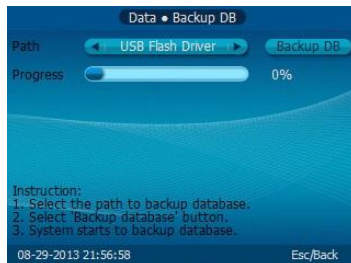 Data ● Backup DB
Path USB Flash Driver Backup DB
Progress 0%
Instruction:
1. Select the path to backup database.
2. Select 'Backup database' button.
3. System starts to backup database.
08-29-2013 21:56:58 Esc/Back